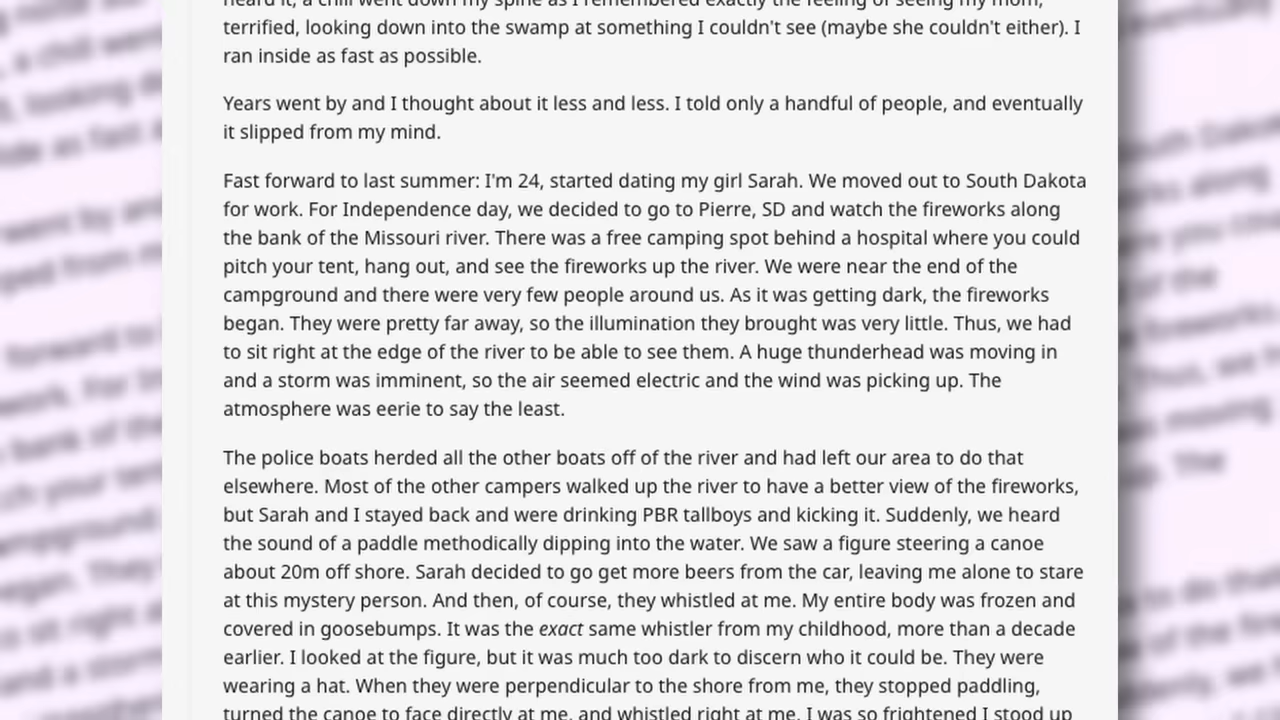 heard it, a chill went down my spine as I remembered exactly the feeling of seeing my mom,
terrified, looking down into the swamp at something I couldn't see (maybe she couldn't either). I
ran inside as fast as possible.
Years went by and I thought about it less and less. I told only a handful of people, and eventually
it slipped from my mind.
Fast forward to last summer: I'm 24, started dating my girl Sarah. We moved out to South Dakota
for work. For Independence day, we decided to go to Pierre, SD and watch the fireworks along
the bank of the Missouri river. There was a free camping spot behind a hospital where you could
pitch your tent, hang out, and see the fireworks up the river. We were near the end of the
campground and there were very few people around us. As it was getting dark, the fireworks
began. They were pretty far away, so the illumination they brought was very little. Thus, we had
to sit right at the edge of the river to be able to see them. A huge thunderhead was moving in
and a storm was imminent, so the air seemed electric and the wind was picking up. The
atmosphere was eerie to say the least.
The police boats herded all the other boats off of the river and had left our area to do that
elsewhere. Most of the other campers walked up the river to have a better view of the fireworks,
but Sarah and I stayed back and were drinking PBR tallboys and kicking it. Suddenly, we heard
the sound of a paddle methodically dipping into the water. We saw a figure steering a canoe
about 20m off shore. Sarah decided to go get more beers from the car, leaving me alone to stare
at this mystery person. And then, of course, they whistled at me. My entire body was frozen and
covered in goosebumps. It was the exact same whistler from my childhood, more than a decade
earlier. I looked at the figure, but it was much too dark to discern who it could be. They were
wearing a hat. When they were perpendicular to the shore from me, they stopped paddling,
turned the canoe to face directly at me, and whistled right at me. I was so frightened I stood up